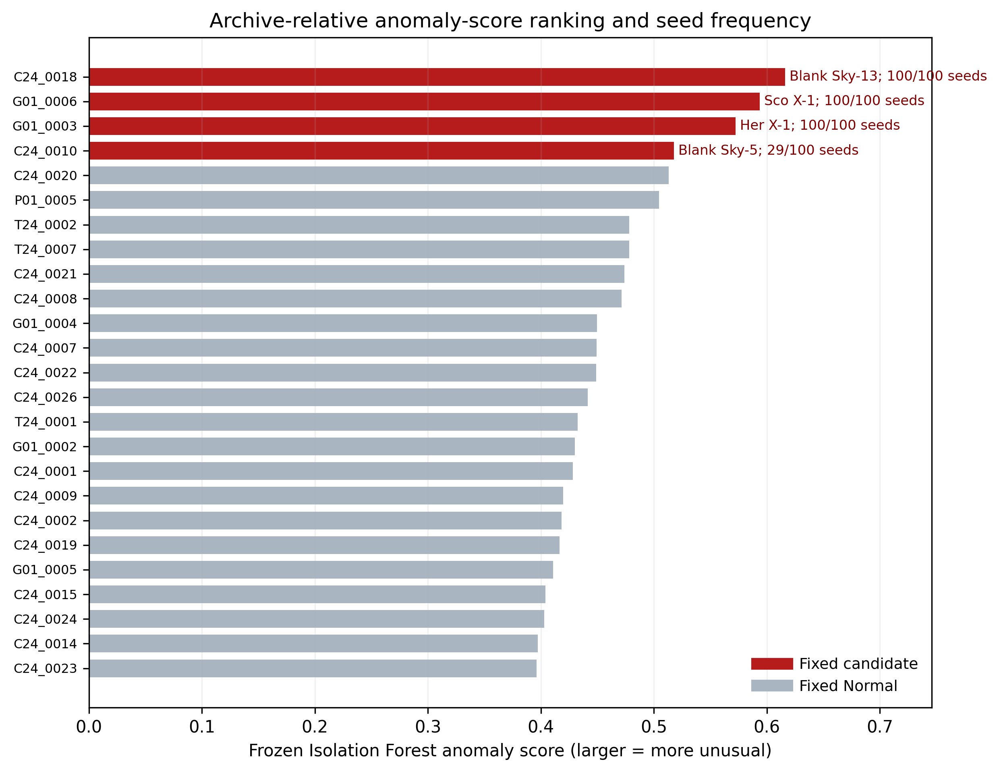 Archive-relative anomaly-score ranking and seed frequency
C24_0018
Blank Sky-13; 100/100 seeds
G01_0006
Sco X-1; 100/100 seeds
G01_0003
Her X-1; 100/100 seeds
C24_0010
Blank Sky-5; 29/100 seeds
C24_0020
P01_0005
T24_0002
T24_0007
C24_0021
C24_0008
G01_0004
C24_0007
C24_0022
C24_0026
T24_0001
G01_0002
C24_0001
C24_0009
C24_0002
C24_0019
G01_0005
C24_0015
C24_0024
C24_0014
C24_0023
Fixed candidate
Fixed Normal
0.0 0.1 0.2 0.3 0.4 0.5 0.6 0.7
Frozen Isolation Forest anomaly score (larger = more unusual)